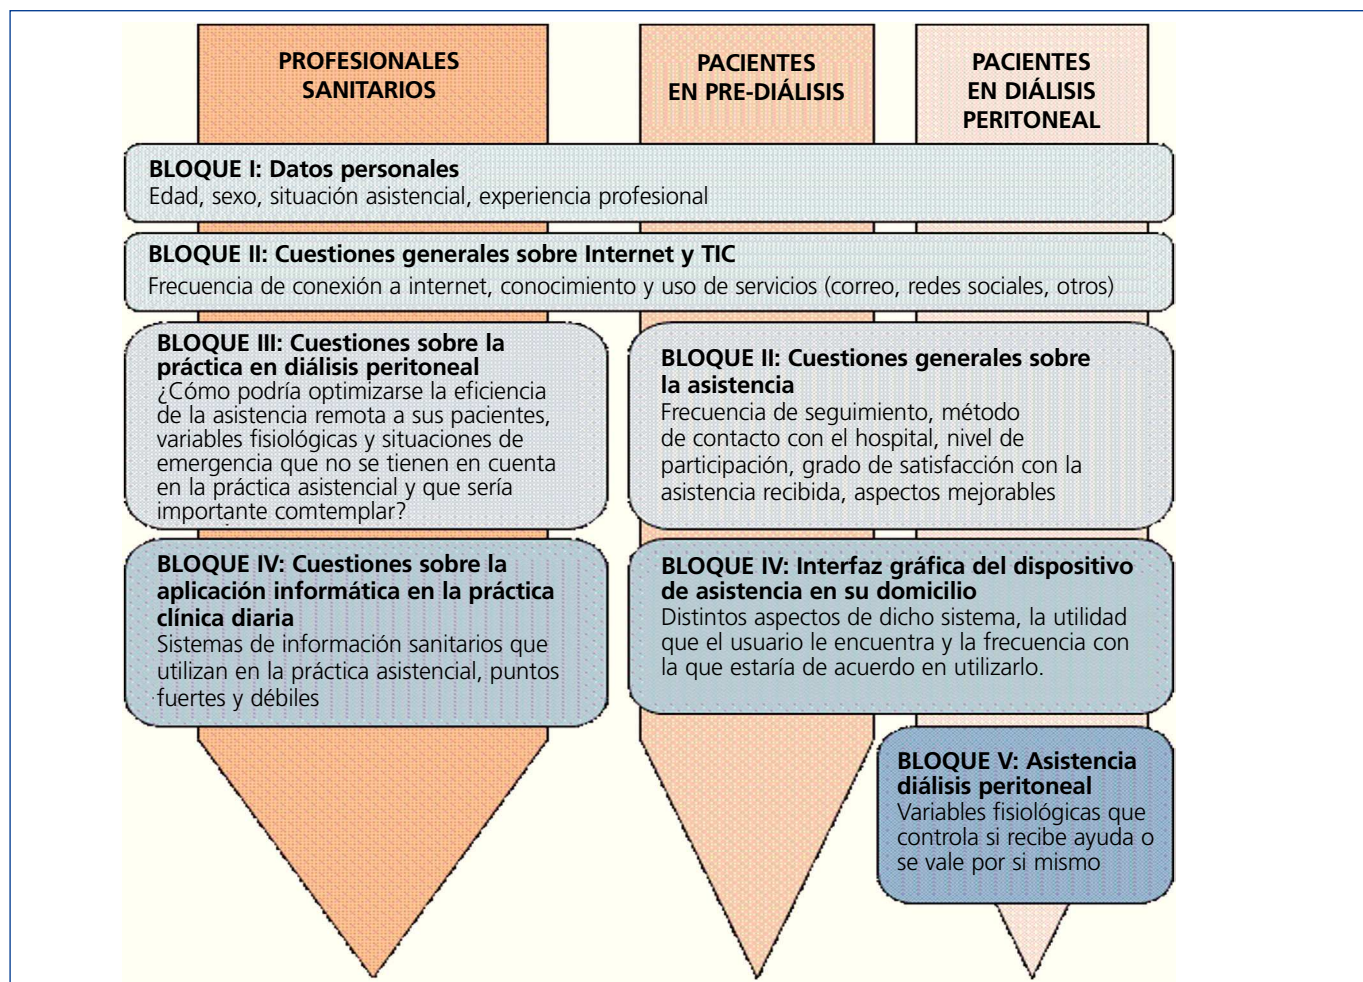 PROFESIONALES
SANITARIOS
PACIENTES
EN PRE-DIÁLISIS
PACIENTES
EN DIÁLISIS
PERITONEAL
BLOQUE I: Datos personales
Edad, sexo, situación asistencial, experiencia profesional
BLOQUE II: Cuestiones generales sobre Internet y TIC
Frecuencia de conexión a internet, conocimiento y uso de servicios (correo, redes sociales, otros)
BLOQUE III: Cuestiones sobre la
práctica en diálisis peritoneal
¿Cómo podría optimizarse la eficiencia
de la asistencia remota a sus pacientes,
variables fisiológicas y situaciones de
emergencia que no se tienen en cuenta
en la práctica asistencial y que sería
importante comtemplar?
BLOQUE II: Cuestiones generales sobre
la asistencia
Frecuencia de seguimiento, método
de contacto con el hospital, nivel de
participación, grado de satisfacción con la
asistencia recibida, aspectos mejorables
BLOQUE IV: Cuestiones sobre la
aplicación informática en la práctica
clínica diaria
Sistemas de información sanitarios que
utilizan en la práctica asistencial, puntos
fuertes y débiles
BLOQUE IV: Interfaz gráfica del dispositivo
de asistencia en su domicilio
Distintos aspectos de dicho sistema, la utilidad
que el usuario le encuentra y la frecuencia con
la que estaría de acuerdo en utilizarlo.
BLOQUE V: Asistencia
diálisis peritoneal
Variables fisiológicas que
controla si recibe ayuda o
se vale por si mismo